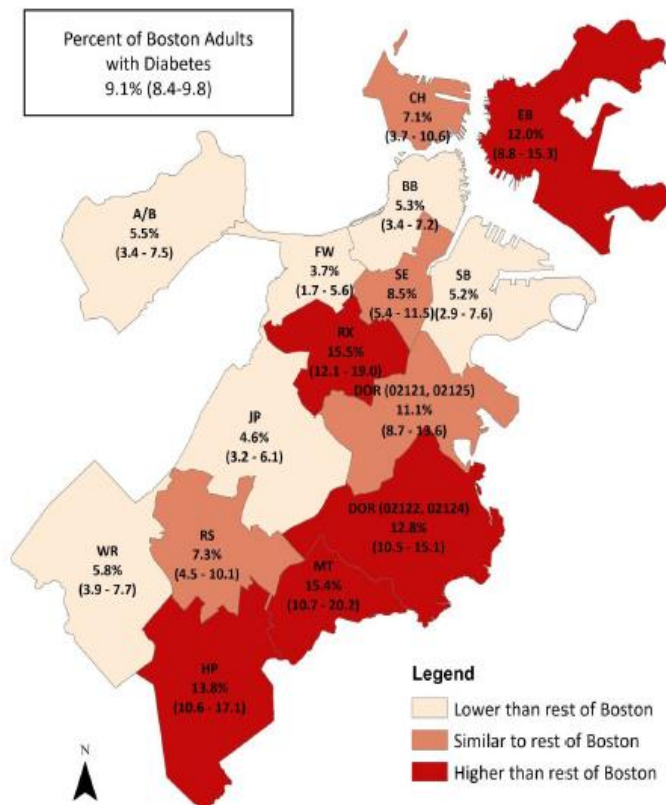 Percent of Boston Adults
with Diabetes
9.1% (8.4-9.8)
CH
7.1%
(3.7 - 10.6)
EB
12.0%
(8.8 - 15.3)
BB
5.3%
(3.4 - 7.2)
A/B
5.5%
(3.4 - 7.5)
FW
3.7%
(1.7 - 5.6)
SE
8.5%
(5.4 - 11.5)
SB
5.2%
(2.9 - 7.6)
RX
15.5%
(12.1 - 19.0)
DOR (02121, 02125)
11.1%
(8.7 - 13.6)
JP
4.6%
(3.2 - 6.1)
DOR (02122, 02124)
12.8%
(10.5 - 15.1)
RS
7.3%
(4.5 - 10.1)
WR
5.8%
(3.9 - 7.7)
MT
15.4%
(10.7 - 20.2)
HP
13.8%
(10.6 - 17.1)
Legend
Lower than rest of Boston
Similar to rest of Boston
Higher than rest of Boston
N